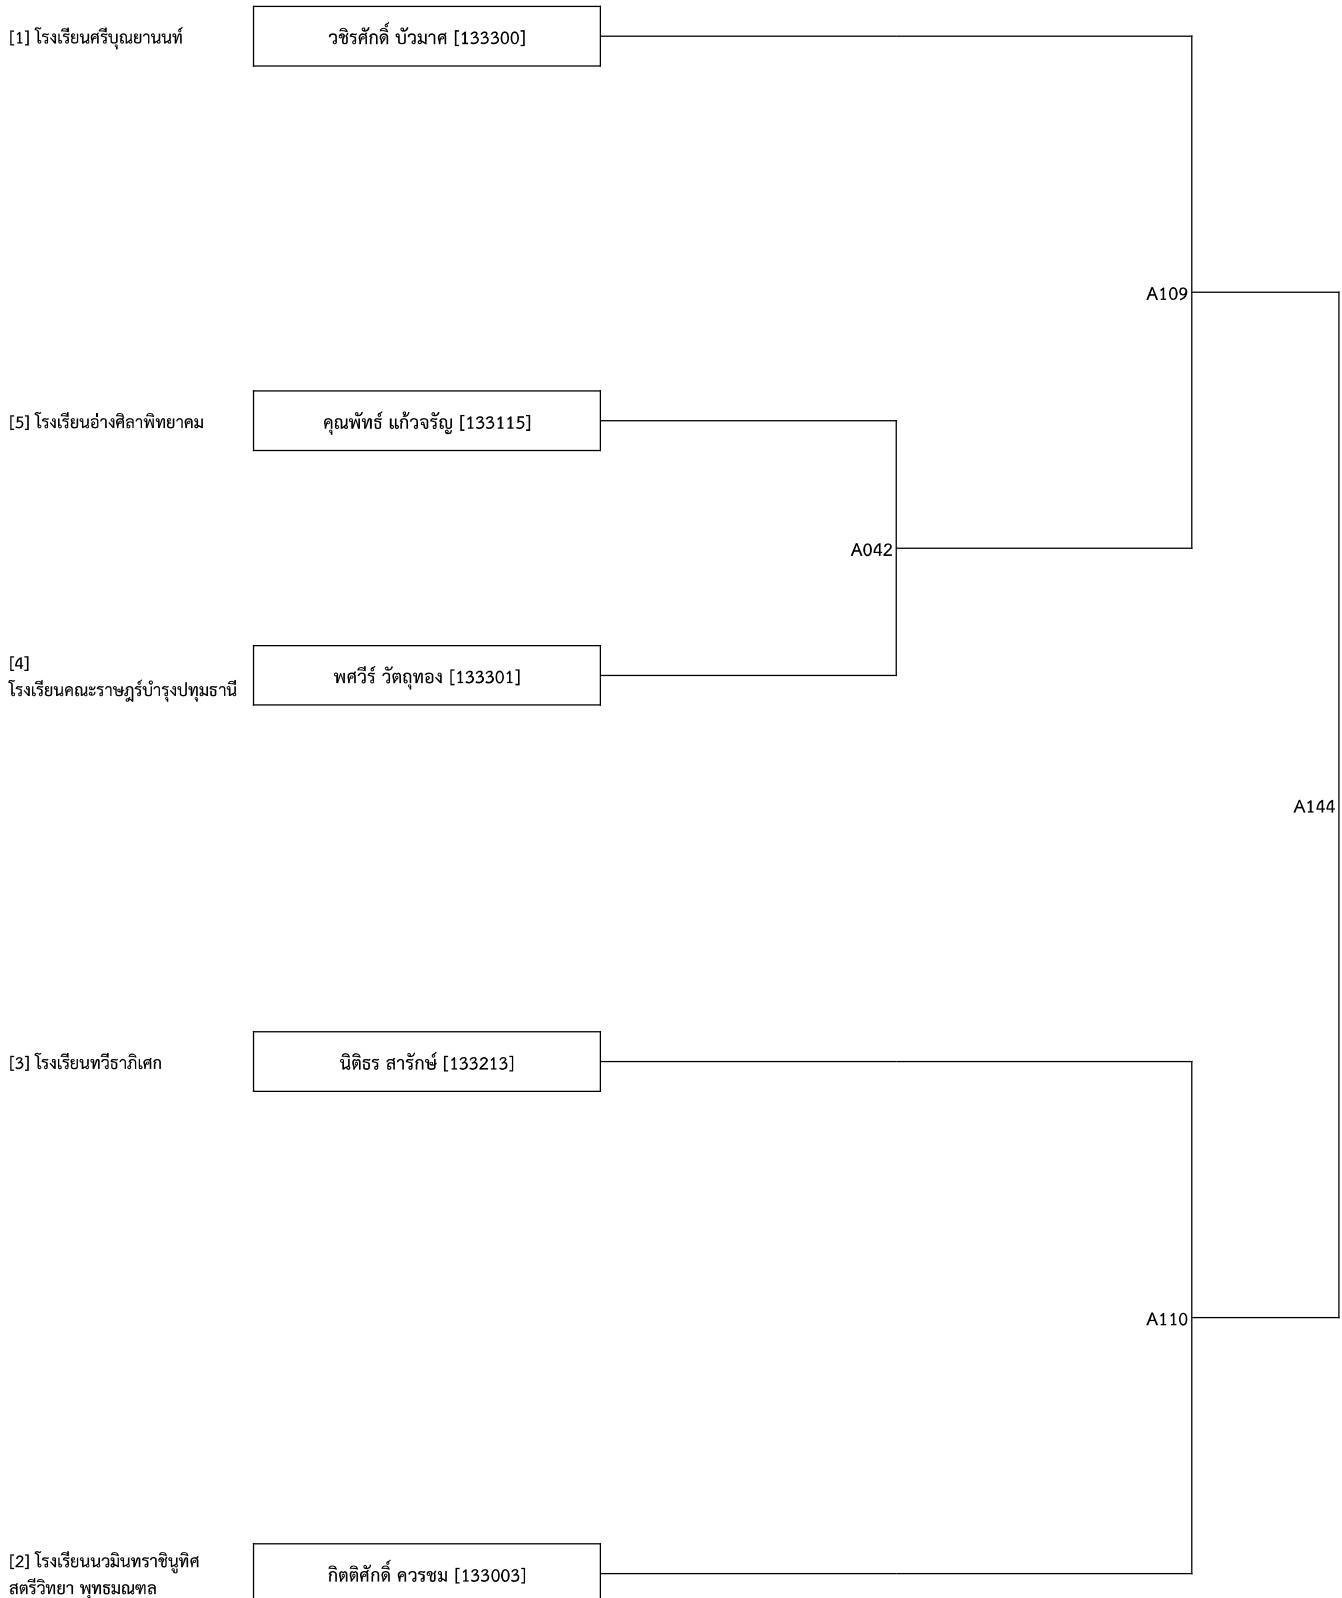 [1] โรงเรียนศรีบุณยานนท์
วชิรศักดิ์ บัวมาศ [133300]
A109
[5] โรงเรียนอ่างศิลาพิทยาคม
คุณพัทธ์ แก้วจรัญ [133115]
A042
[4]
โรงเรียนคณะราษฎร์บำรุงปทุมธานี
พศวีร์ วัตถุทอง [133301]
A144
[3] โรงเรียนทวีธาภิเศก
นิติธร สารักษ์ [133213]
A110
[2] โรงเรียนนวมินทราชินูทิศ
สตรีวิทยา พุทธมณฑล
กิตติศักดิ์ ควรชม [133003]